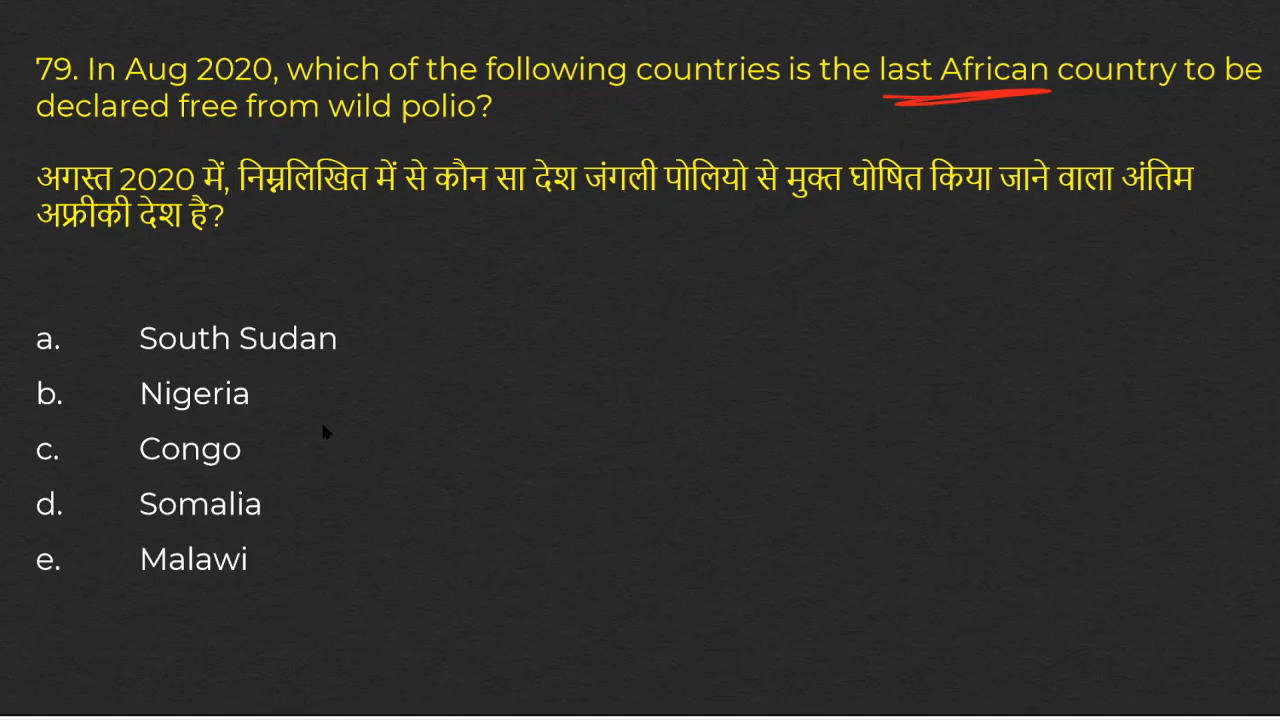 79. In Aug 2020, which of the following countries is the last African country to be
declared free from wild polio?
अगस्त 2020 में, निम्नलिखित में से कौन सा देश जंगली पोलियो से मुक्त घोषित किया जाने वाला अंतिम
अफ्रीकी देश है?
a. South Sudan
b. Nigeria
c. Congo
d. Somalia
e. Malawi